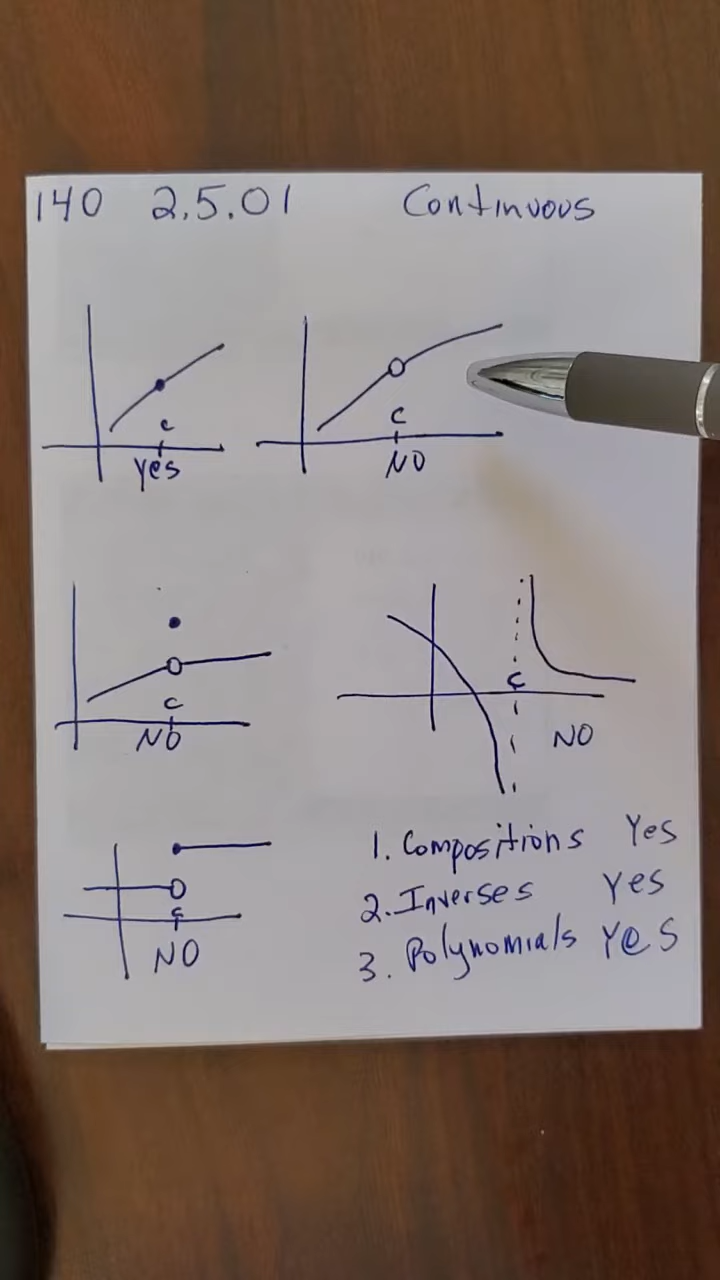 140 2.5.01 Continuous
c
Yes
c
NO
c
NO
c
NO
c
NO
1. Compositions Yes
2. Inverses Yes
3. Polynomials Yes